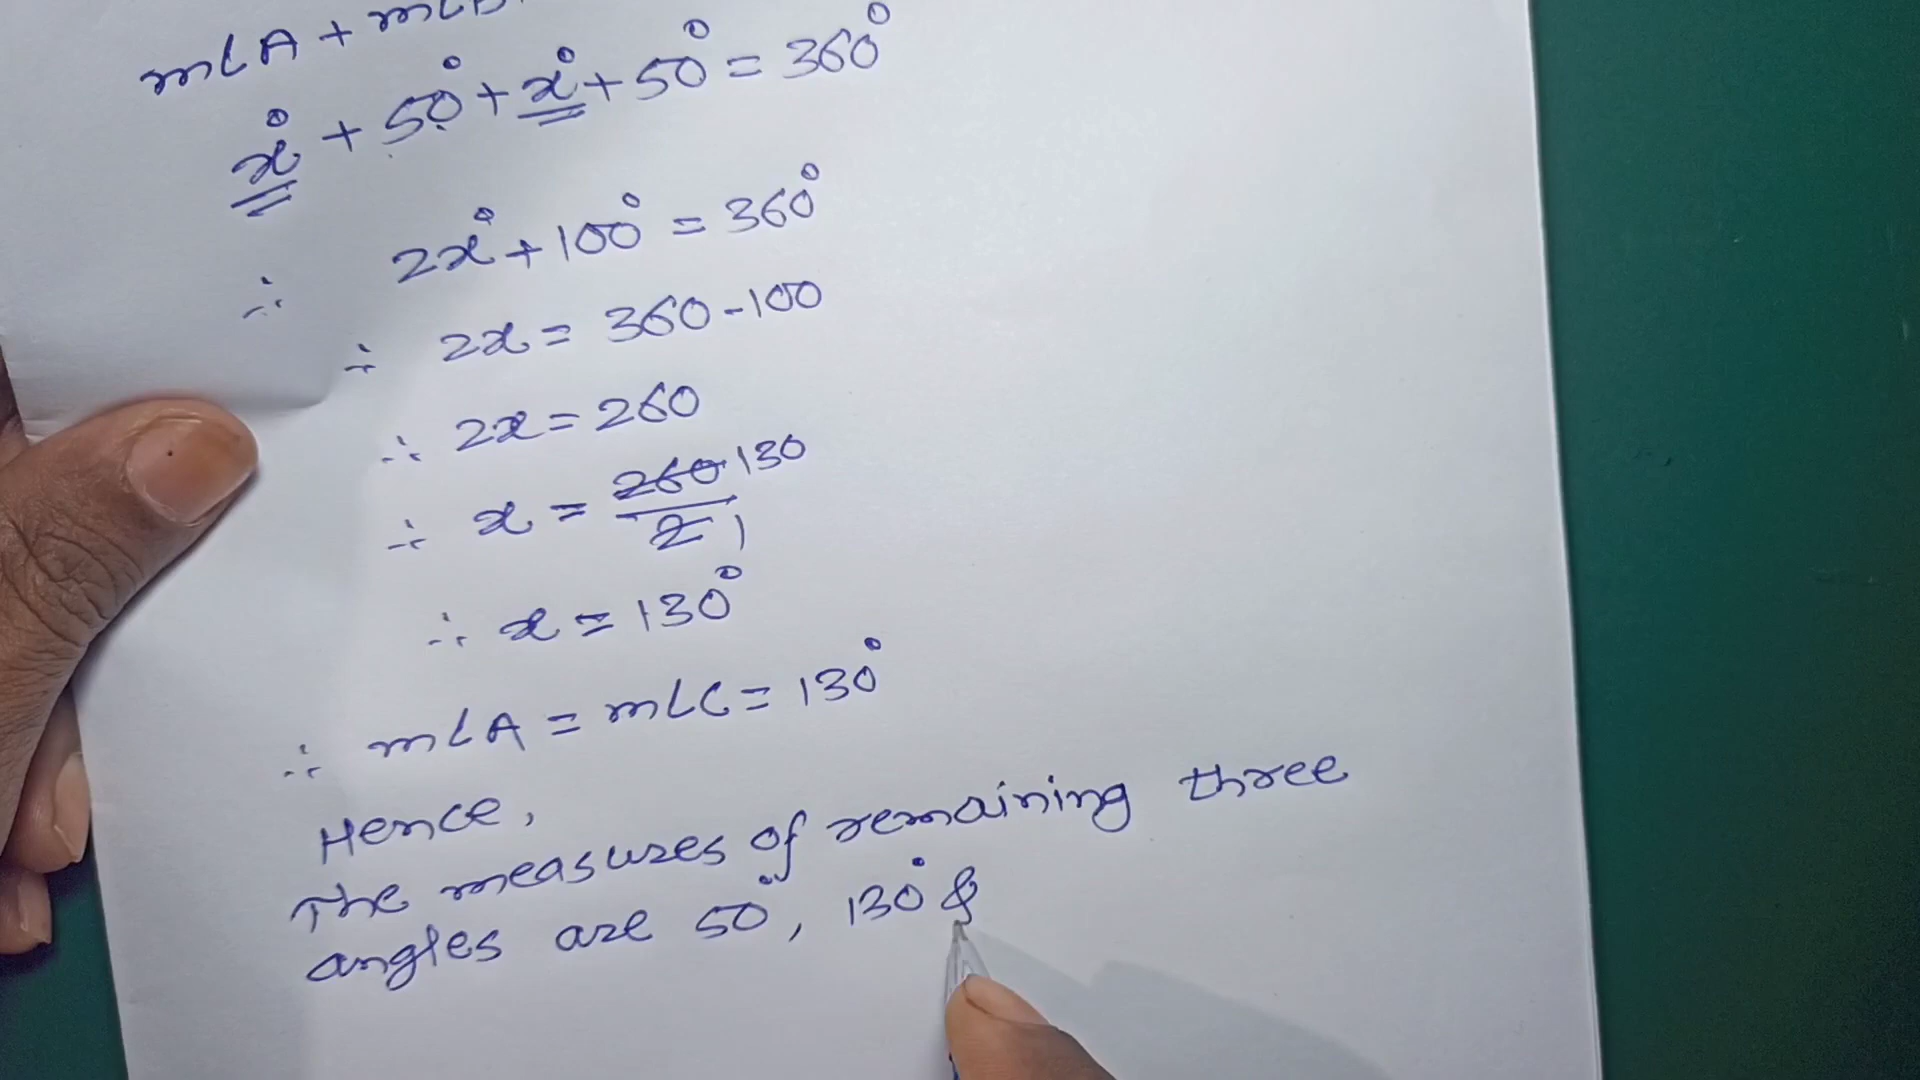 m∠A + m∠B
x° + 50° + x° + 50° = 360°
∴ 2x° + 100° = 360°
∴ 2x = 360 - 100
∴ 2x = 260
∴ x = 260/2 130 1
∴ x = 130°
∴ m∠A = m∠C = 130°
Hence,
The measures of remaining three
angles are 50°, 130° &